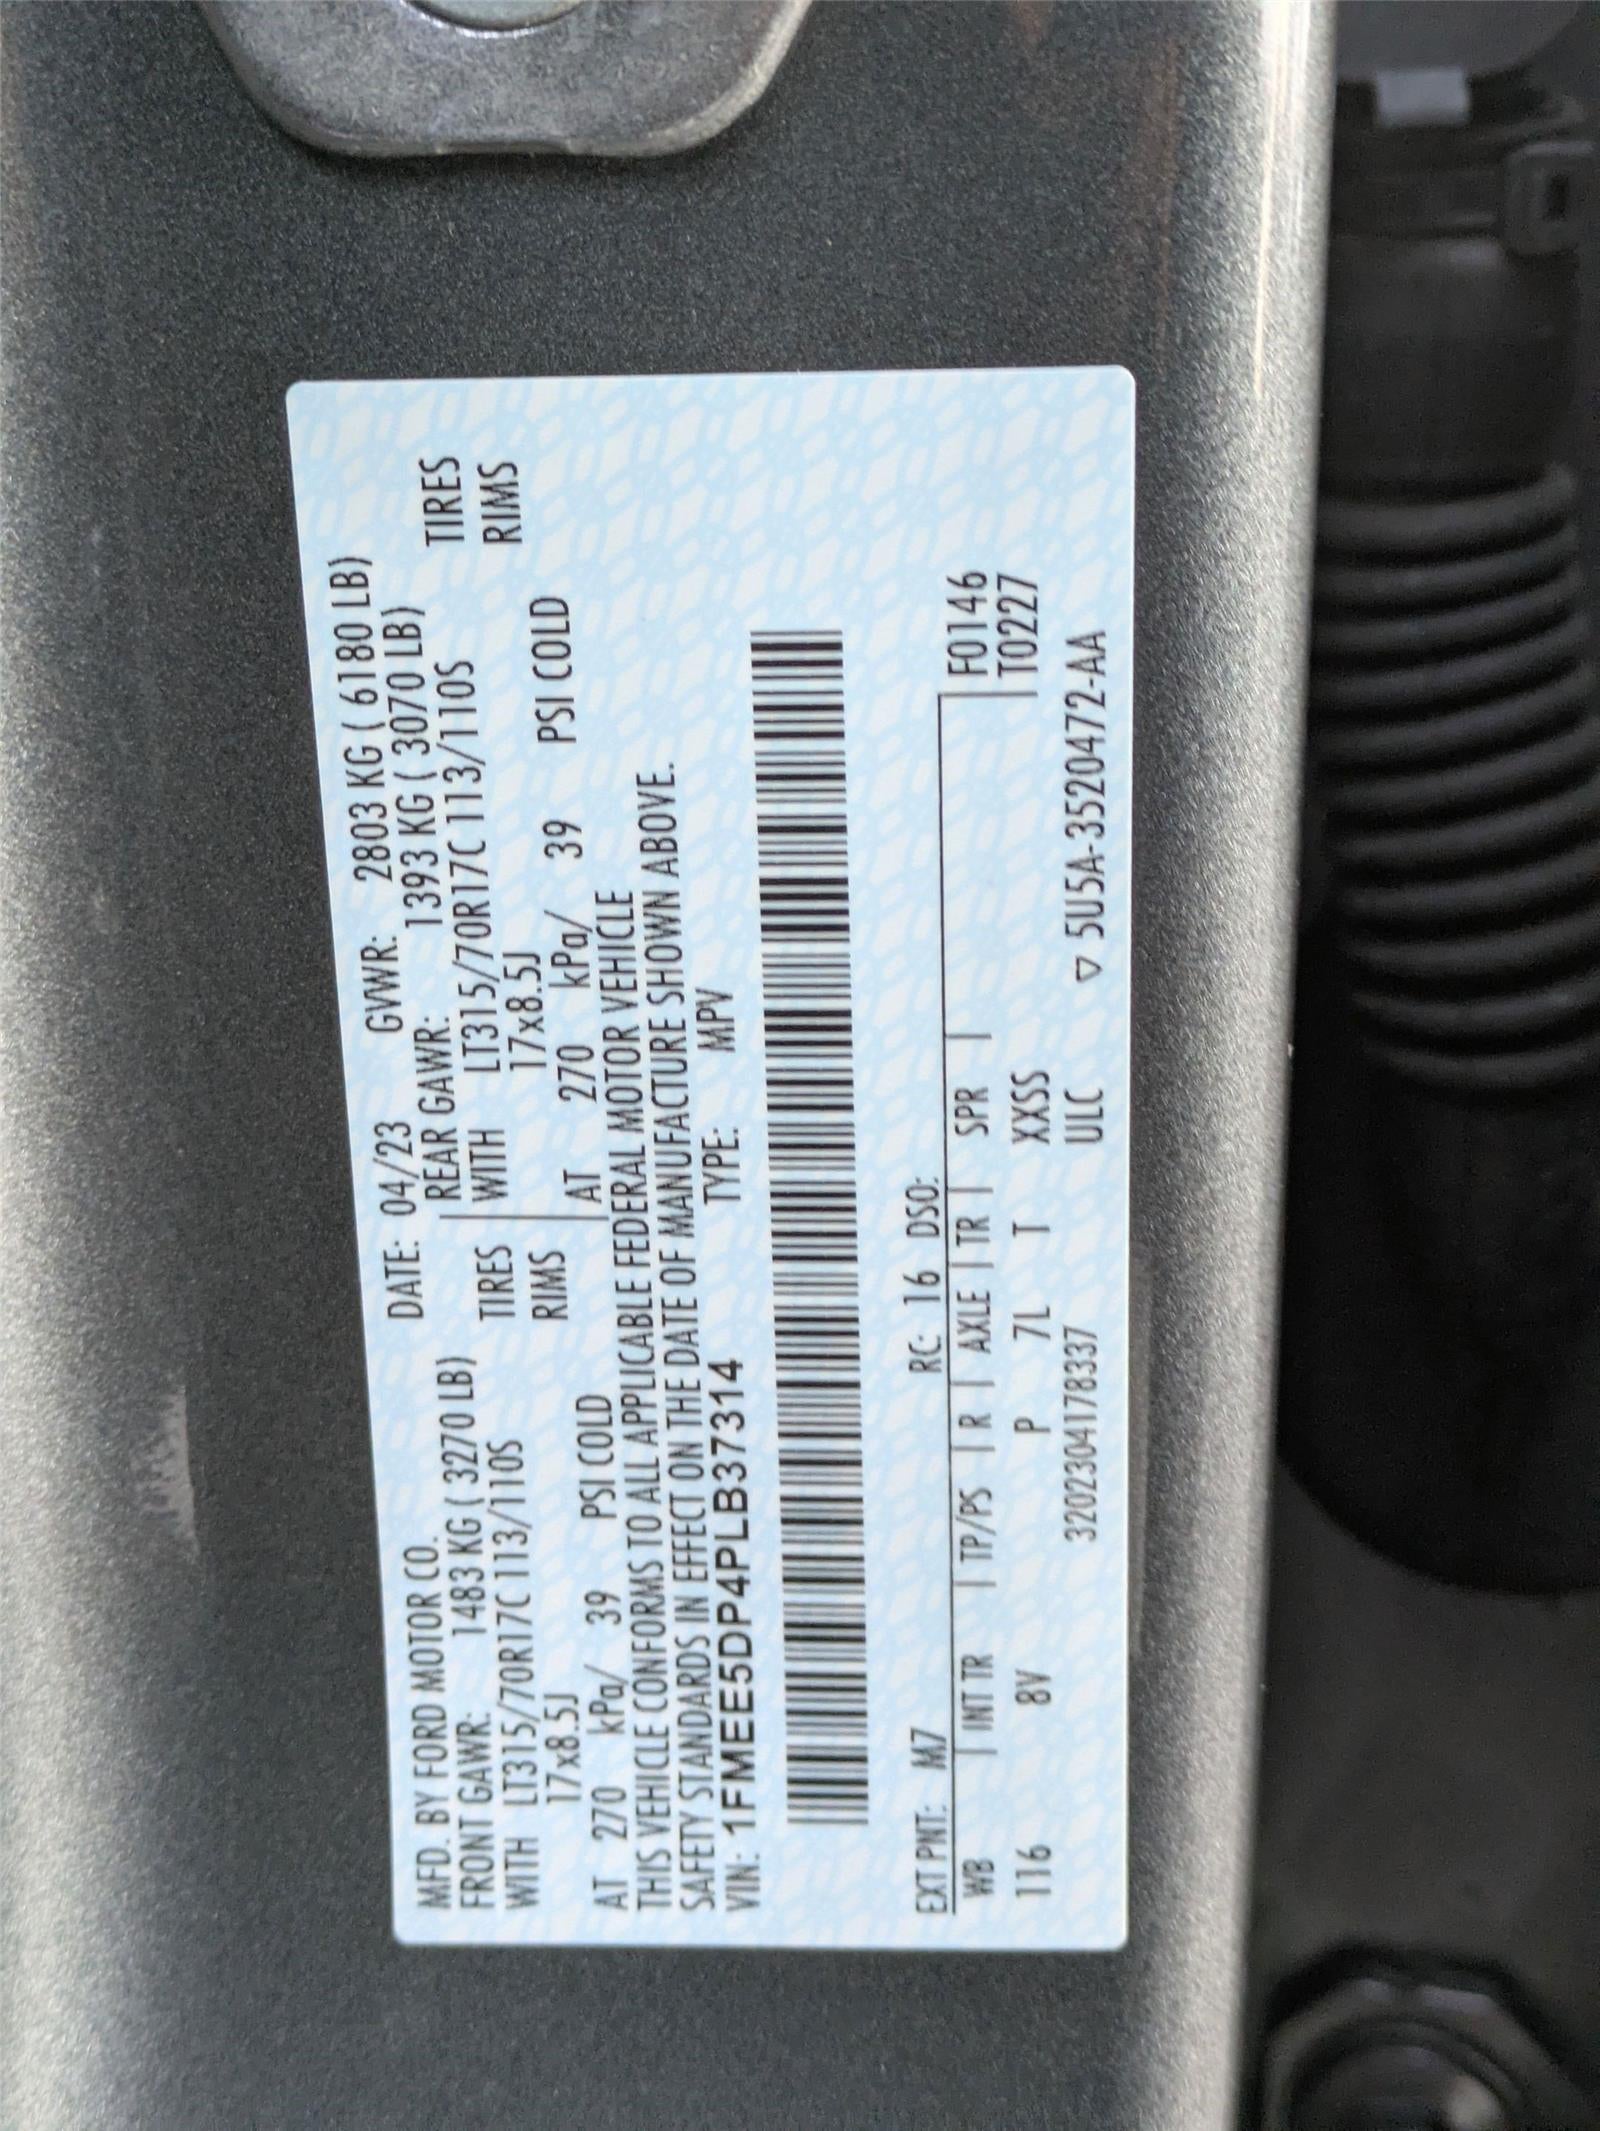 MFD. BY FORD MOTOR CO. DATE: 04/23 GVWR: 2803 KG ( 6180 LB)
FRONT GAWR: 1483 KG ( 3270 LB) REAR GAWR: 1393 KG ( 3070 LB)
WITH LT315/70R17C 113/110S TIRES WITH LT315/70R17C 113/110S TIRES
17x8.5J RIMS 17x8.5J RIMS
AT 270 kPa/ 39 PSI COLD AT 270 kPa/ 39 PSI COLD
THIS VEHICLE CONFORMS TO ALL APPLICABLE FEDERAL MOTOR VEHICLE
SAFETY STANDARDS IN EFFECT ON THE DATE OF MANUFACTURE SHOWN ABOVE.
VIN: 1FMEE5DP4PLB37314 TYPE: MPV
EXT PNT: M7 RC: 16 DSO: F0146
WB | INT TR | TP/PS | R | AXLE | TR | SPR | T0227
116 8V P 7L T XXSS
3202304178337 ULC ▽ 5U5A-3520472-AA